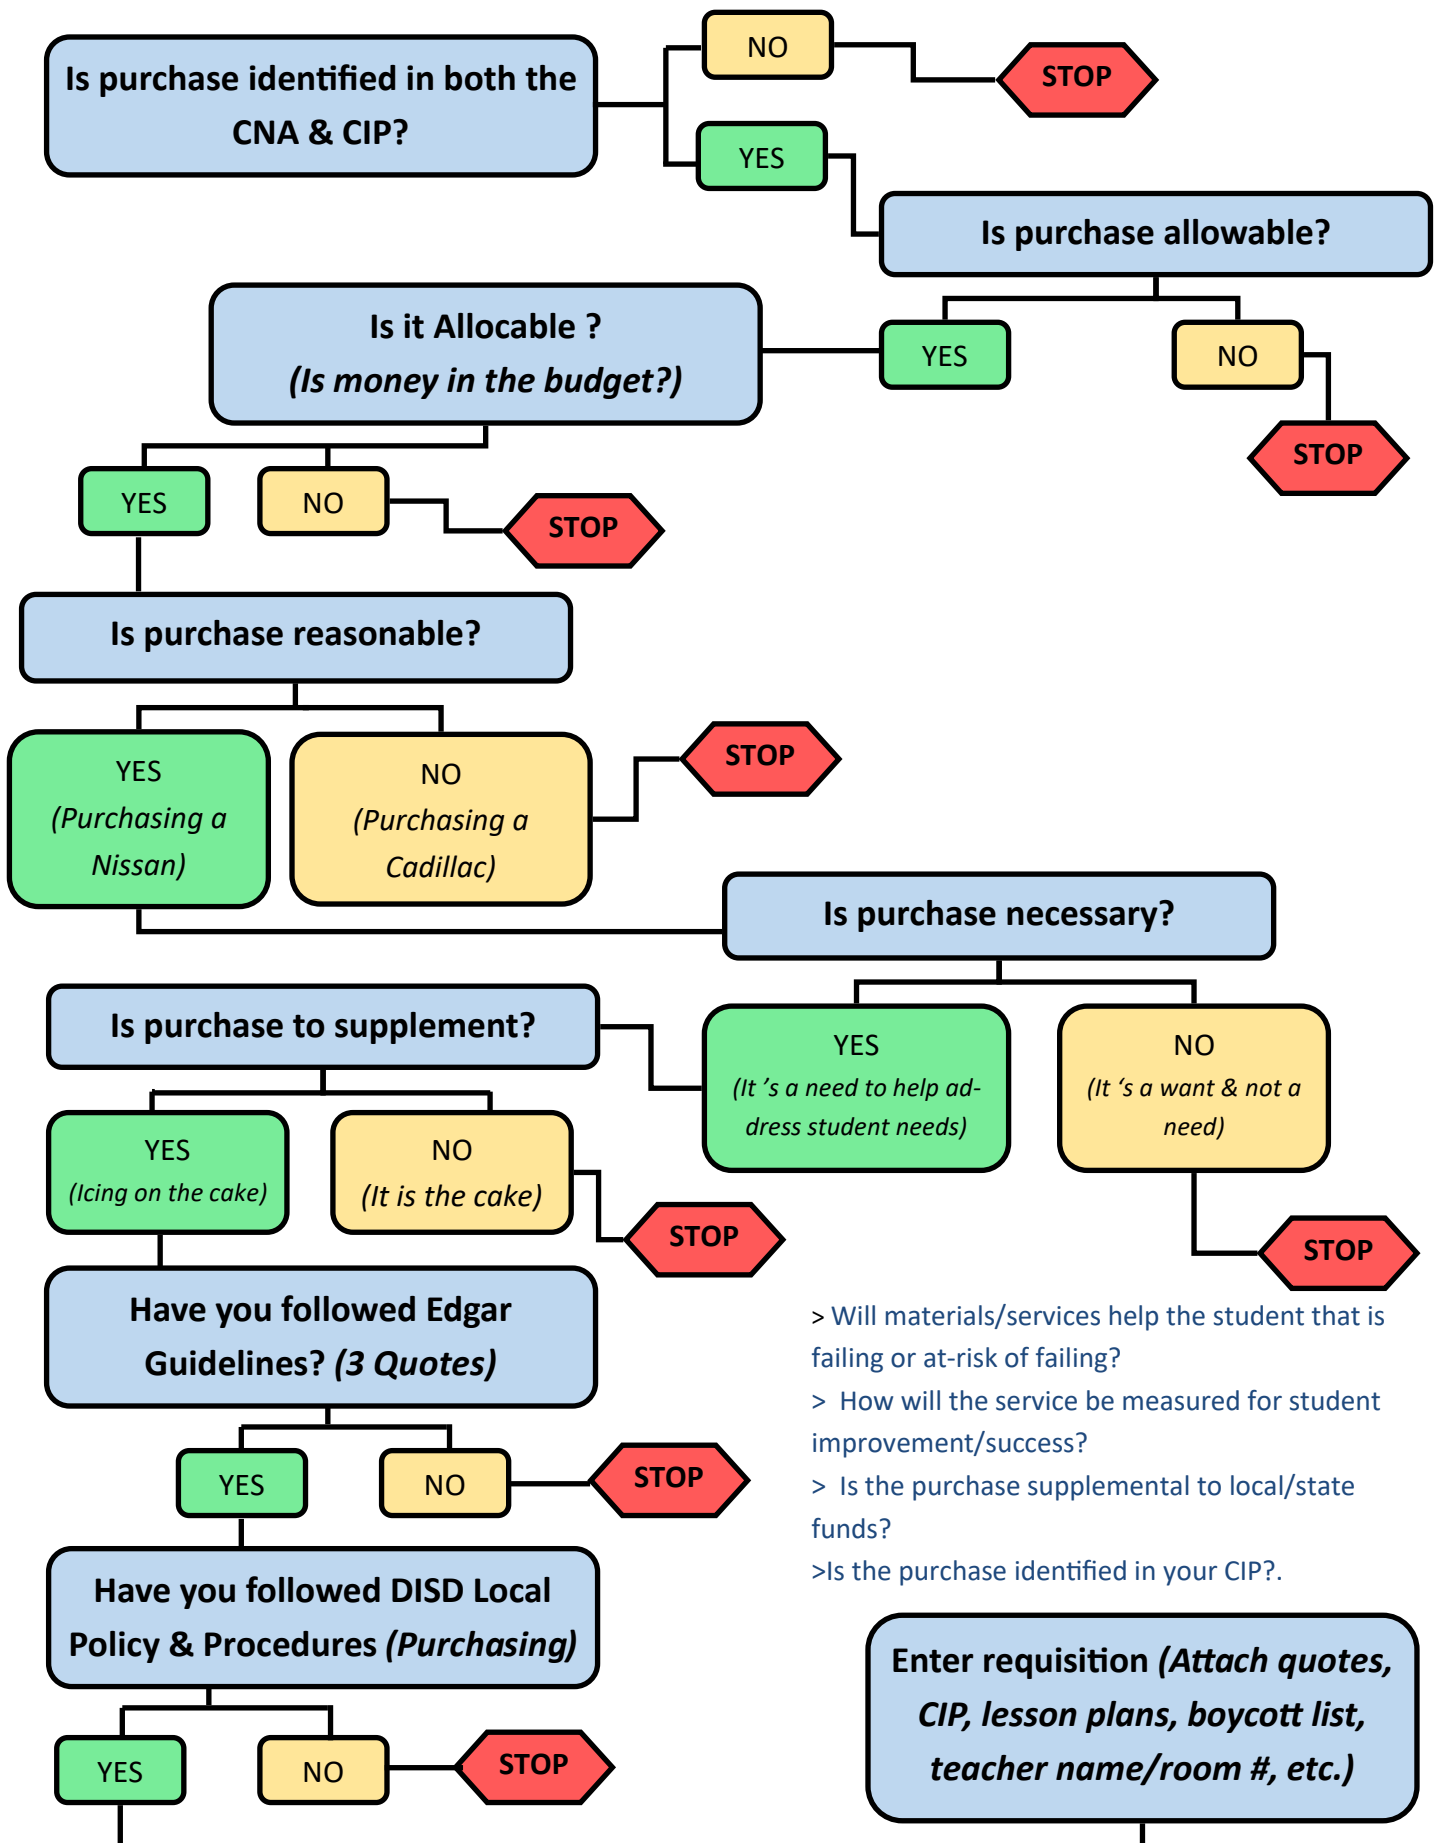 Is purchase identified in both the
CNA & CIP?
NO
STOP
YES
Is purchase allowable?
YES
NO
STOP
Is it Allocable ?
(Is money in the budget?)
YES
NO
STOP
Is purchase reasonable?
YES
(Purchasing a
Nissan)
NO
(Purchasing a
Cadillac)
STOP
Is purchase necessary?
YES
(It 's a need to help ad-
dress student needs)
NO
(It ‘s a want & not a
need)
STOP
Is purchase to supplement?
YES
(Icing on the cake)
NO
(It is the cake)
STOP
Have you followed Edgar
Guidelines? (3 Quotes)
YES
NO
STOP
> Will materials/services help the student that is
failing or at-risk of failing?
> How will the service be measured for student
improvement/success?
> Is the purchase supplemental to local/state
funds?
>Is the purchase identified in your CIP?.
Have you followed DISD Local
Policy & Procedures (Purchasing)
YES
NO
STOP
Enter requisition (Attach quotes,
CIP, lesson plans, boycott list,
teacher name/room #, etc.)